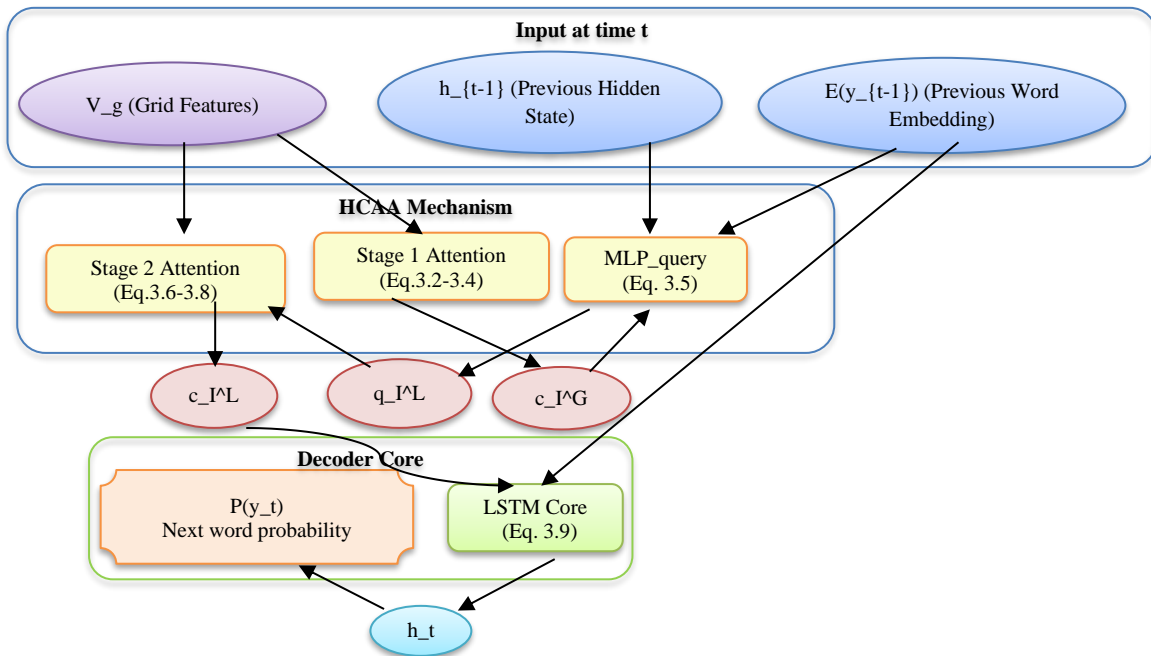 Input at time t
V_g (Grid Features)
h_{t-1} (Previous Hidden
State)
E(y_{t-1}) (Previous Word
Embedding)
HCAA Mechanism
Stage 2 Attention
(Eq.3.6-3.8)
Stage 1 Attention
(Eq.3.2-3.4)
MLP_query
(Eq. 3.5)
c_I^L
q_I^L
c_I^G
Decoder Core
P(y_t)
Next word probability
LSTM Core
(Eq. 3.9)
h_t